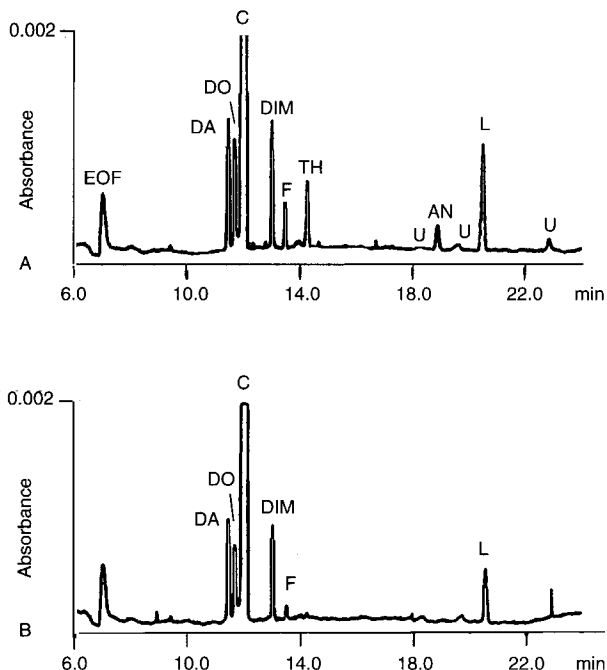 0.002
C
DO
DIM
DA
L
EOF
TH
F
AN
U
U
U
Absorbance
A
6.0 10.0 14.0 18.0 22.0 min
C
0.002
DO
DA
DIM
L
F
Absorbance
B
6.0 10.0 14.0 18.0 22.0 min